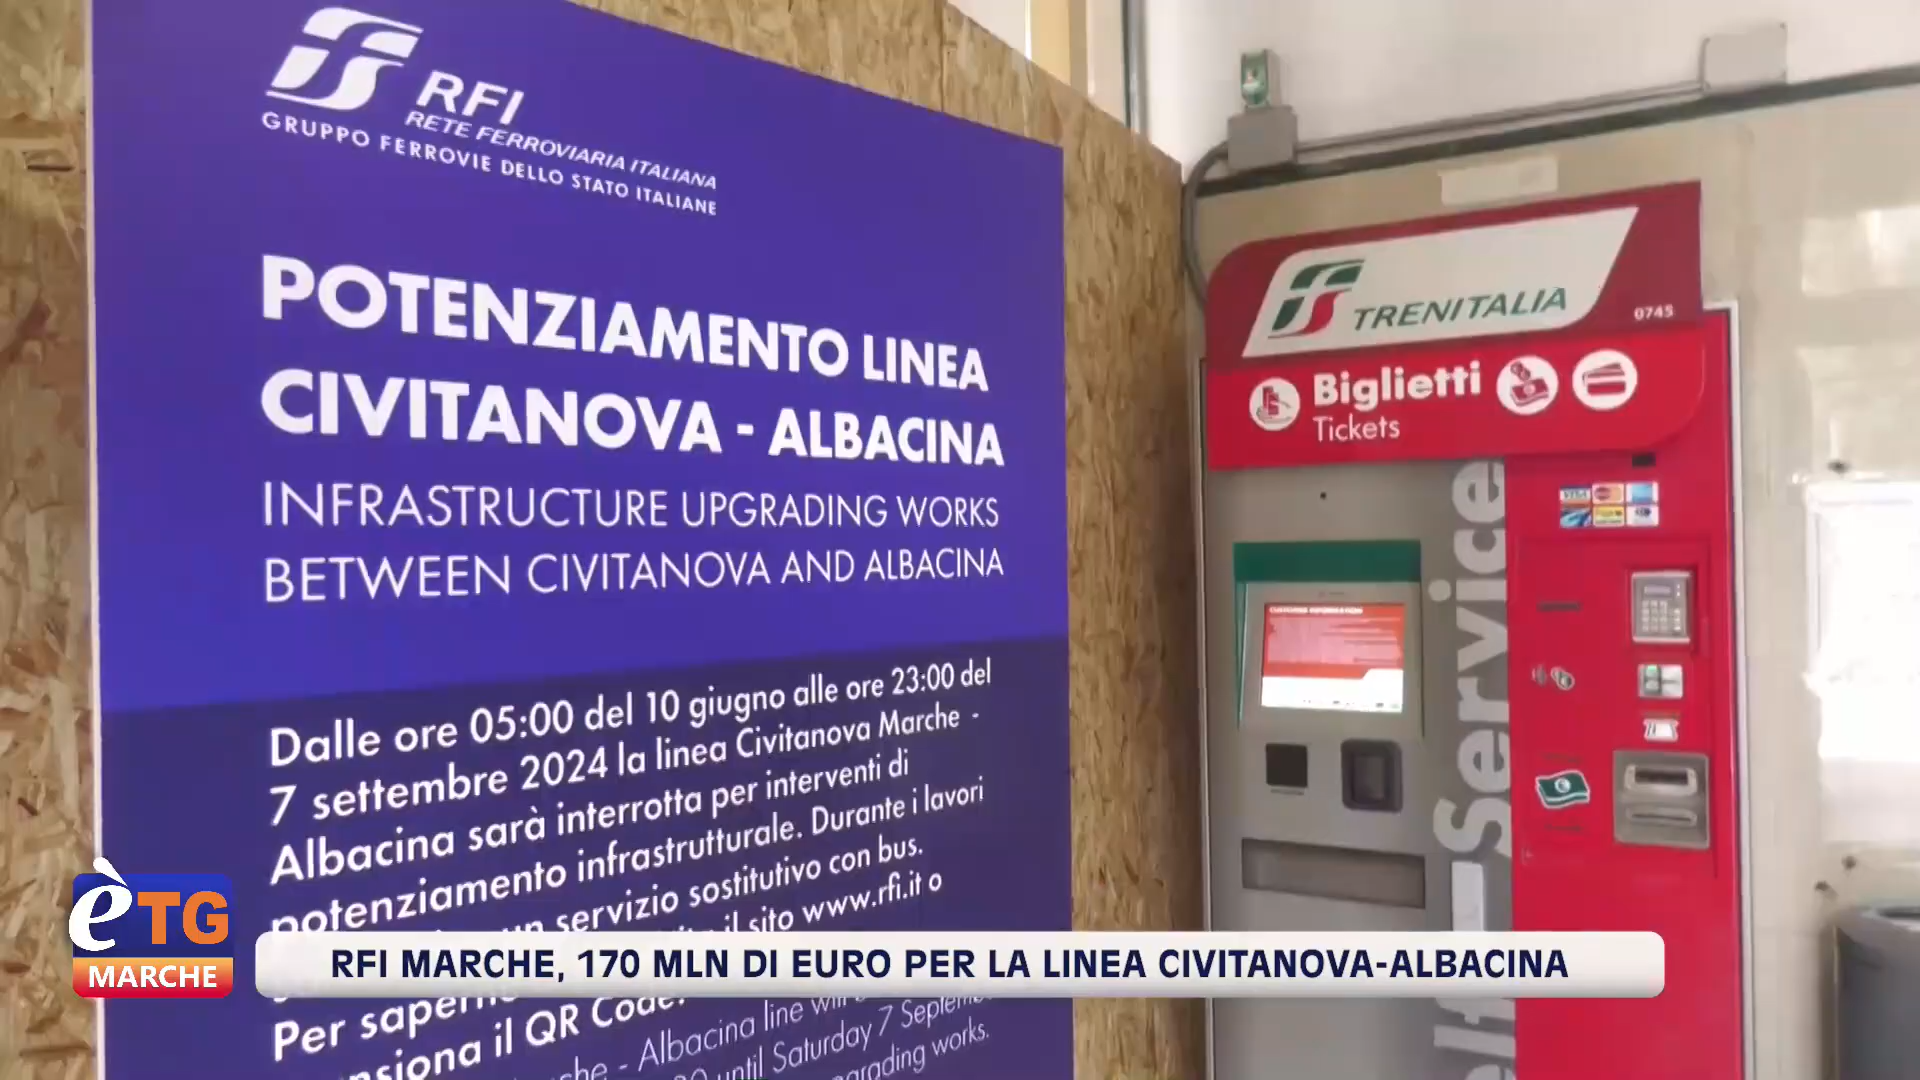 RFI
RETE FERROVIARIA ITALIANA
GRUPPO FERROVIE DELLO STATO ITALIANE
POTENZIAMENTO LINEA
CIVITANOVA - ALBACINA
INFRASTRUCTURE UPGRADING WORKS
BETWEEN CIVITANOVA AND ALBACINA
Dalle ore 05:00 del 10 giugno alle ore 23:00 del
7 settembre 2024 la linea Civitanova Marche -
Albacina sarà interrotta per interventi di
potenziamento infrastrutturale. Durante i lavori
un servizio sostitutivo con bus.
il sito www.rfi.it o
Per
il QR Code.
- Albacina line will
until Saturday 7
works.
TRENITALIA
0745
Biglietti
Tickets
VISA
Self-Service
è TG
MARCHE
RFI MARCHE, 170 MLN DI EURO PER LA LINEA CIVITANOVA-ALBACINA